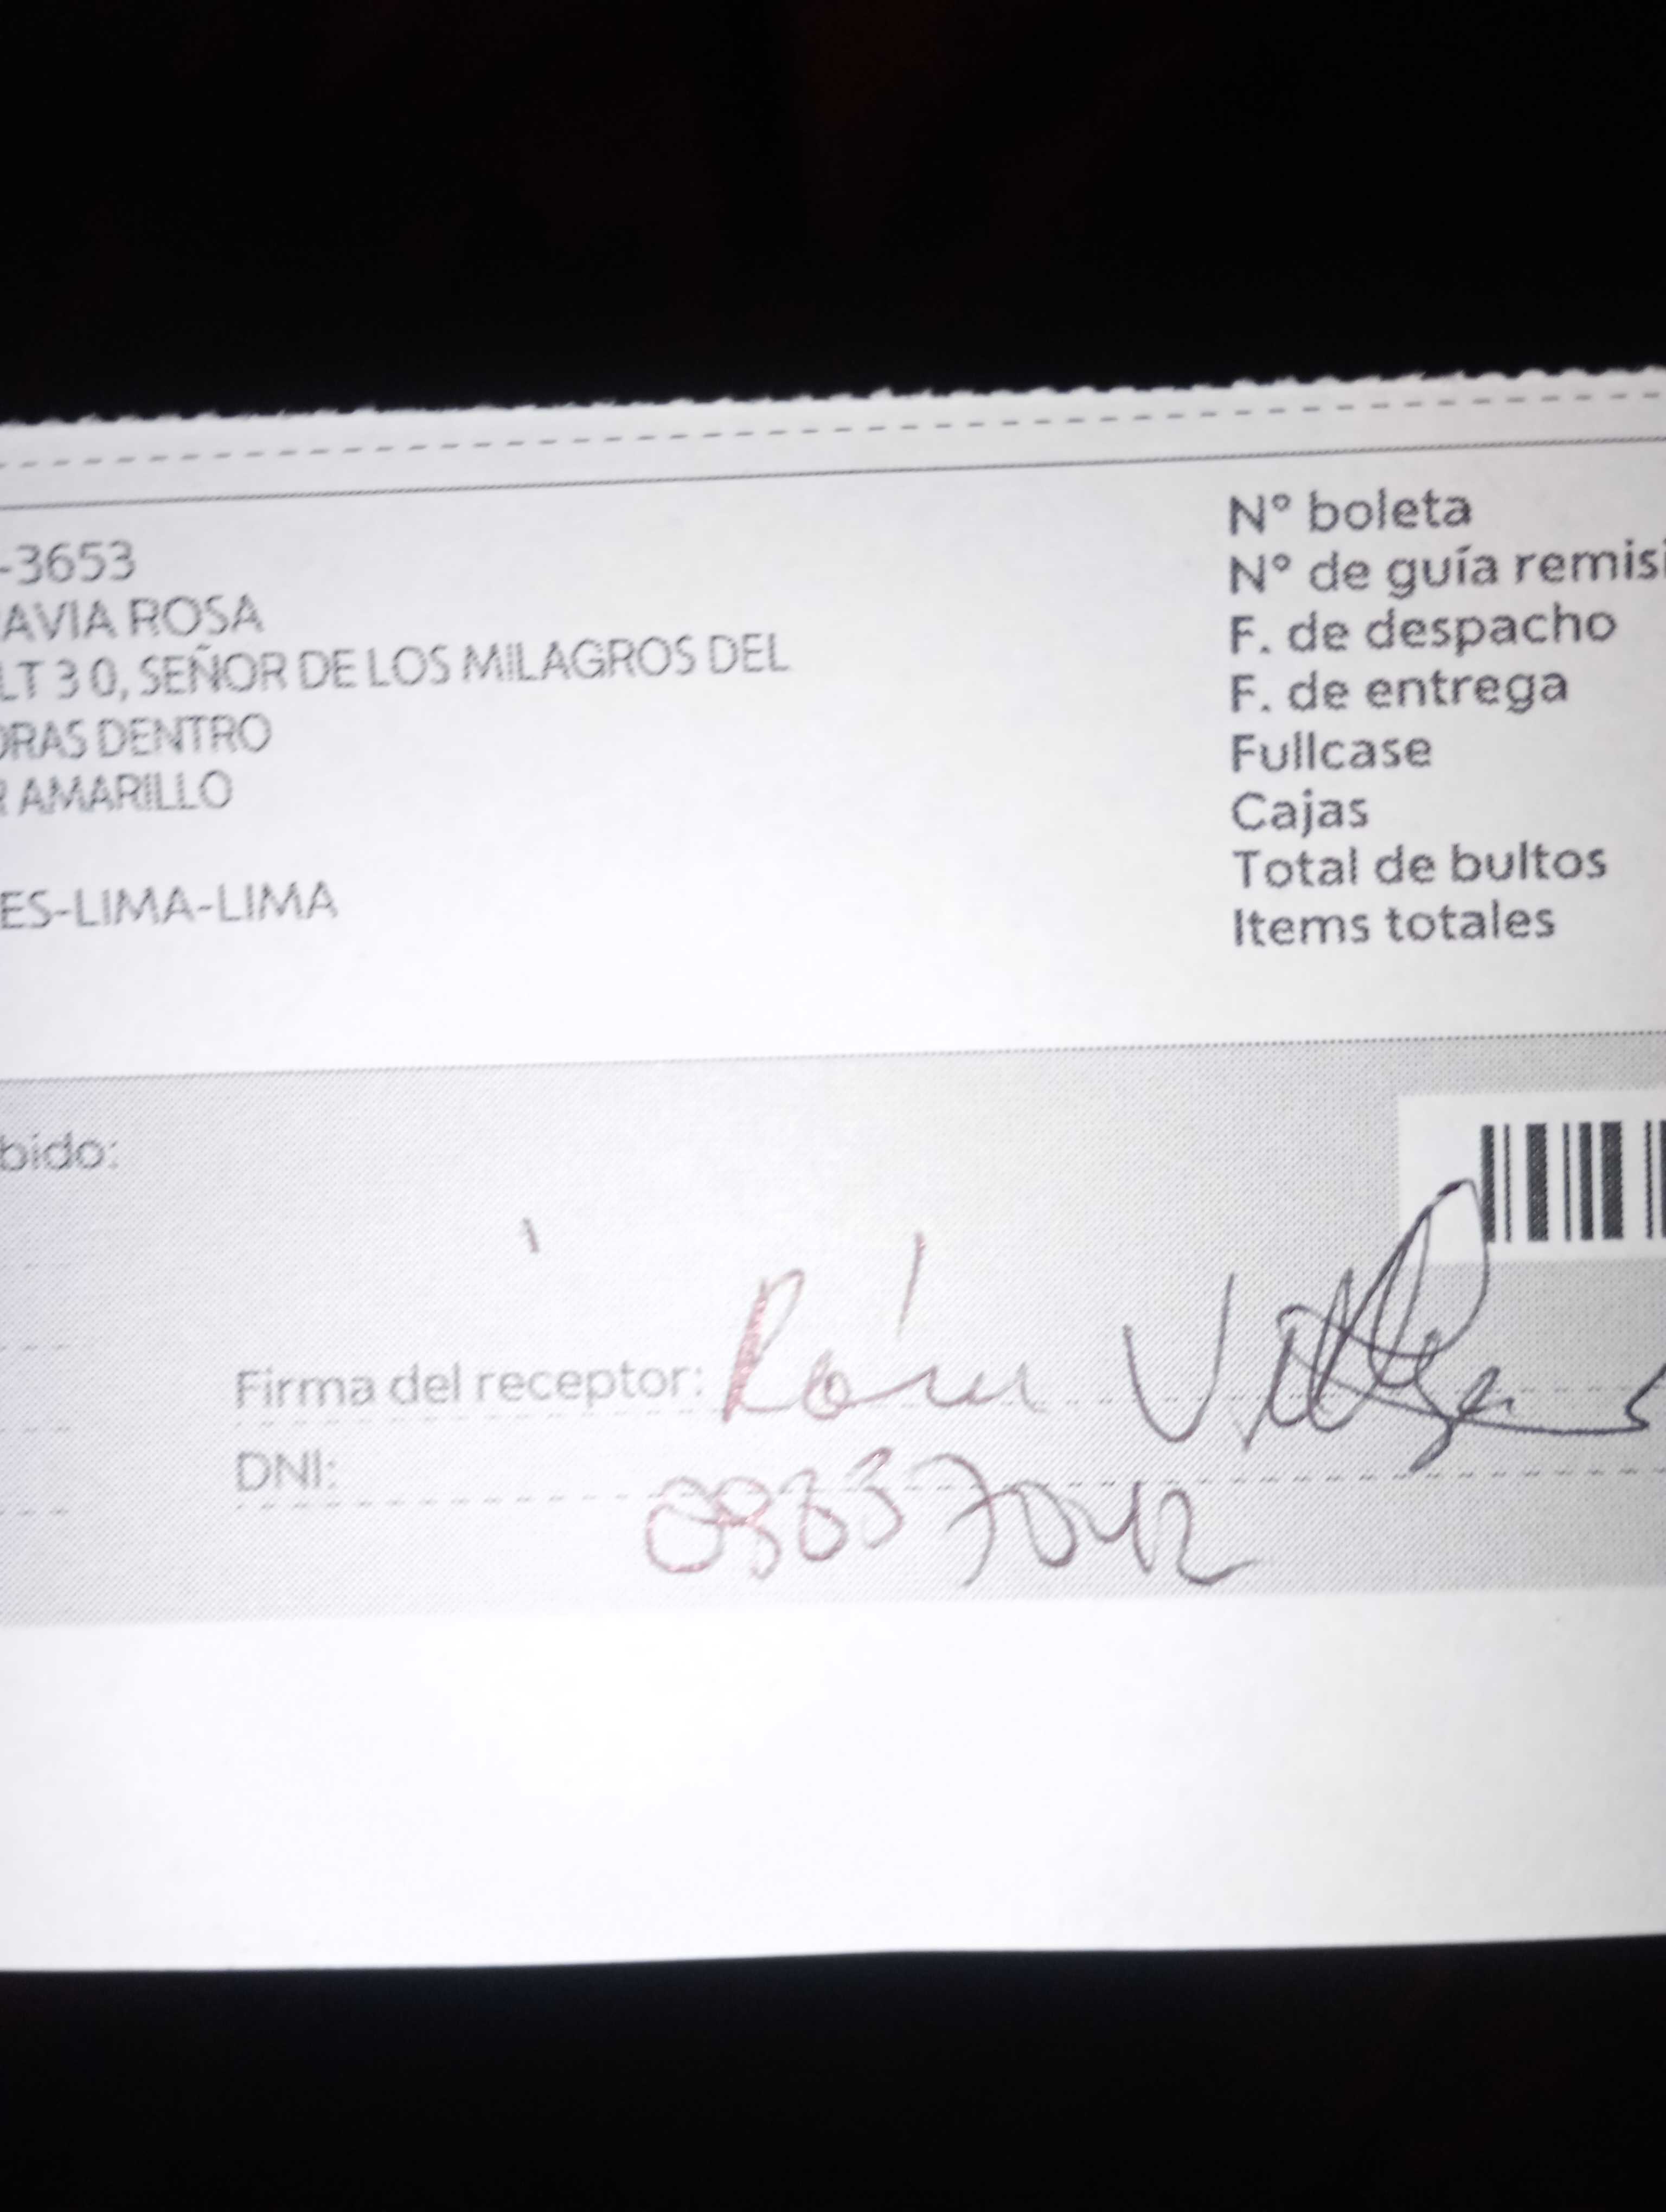 -3653
AVIA ROSA
LT 3 0, SEÑOR DE LOS MILAGROS DEL
ORAS DENTRO
R AMARILLO
ES-LIMA-LIMA
N° boleta
N° de guía remisi
F. de despacho
F. de entrega
Fullcase
Cajas
Total de bultos
Items totales
bido:
Firma del receptor:
DNI: